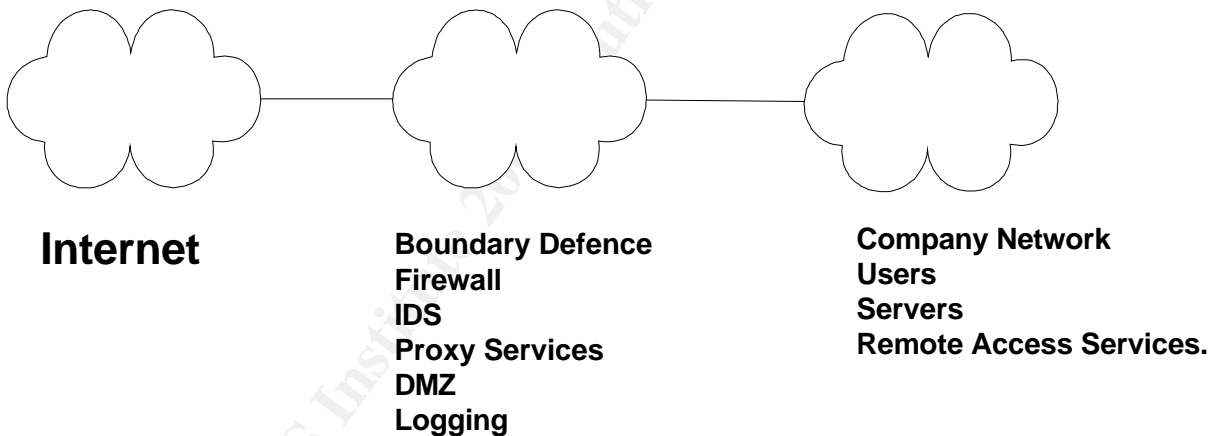 Internet
Boundary Defence
Firewall
IDS
Proxy Services
DMZ
Logging
Company Network
Users
Servers
Remote Access Services.